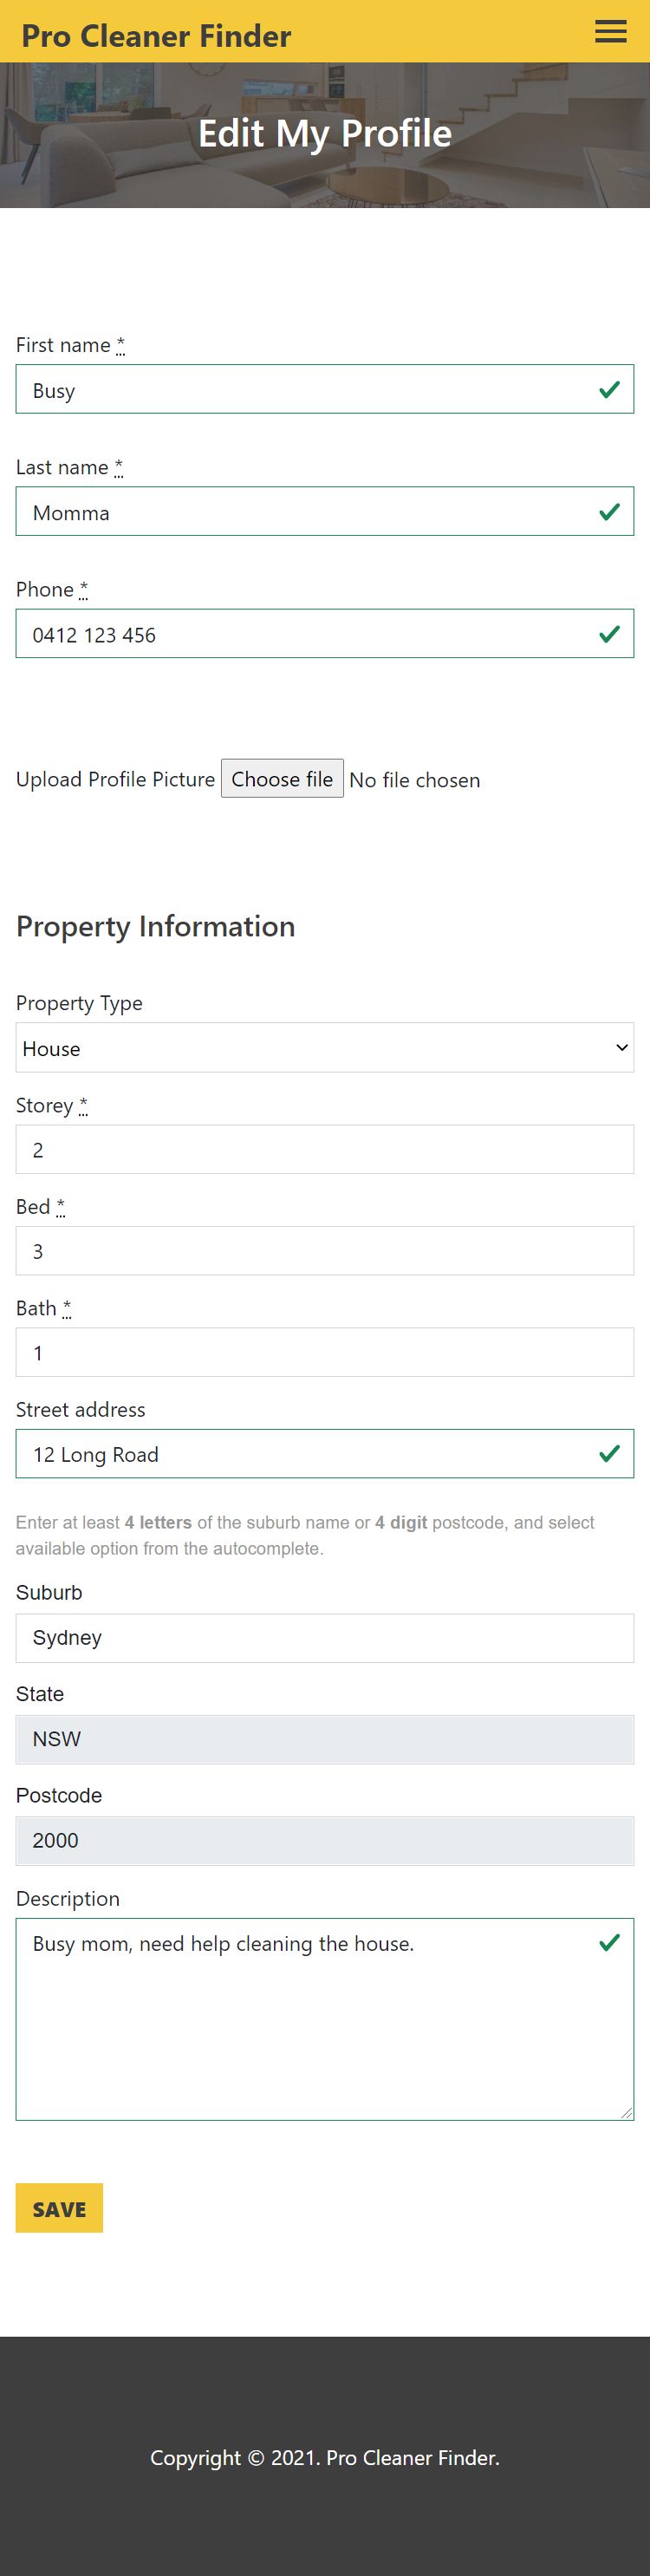 Pro Cleaner Finder
Edit My Profile
First name *
Busy
Last name *
Momma
Phone *
0412 123 456
Upload Profile Picture Choose file No file chosen
Property Information
Property Type
House
Storey *
2
Bed *
3
Bath *
1
Street address
12 Long Road
Enter at least 4 letters of the suburb name or 4 digit postcode, and select
available option from the autocomplete.
Suburb
Sydney
State
NSW
Postcode
2000
Description
Busy mom, need help cleaning the house.
SAVE
Copyright © 2021. Pro Cleaner Finder.